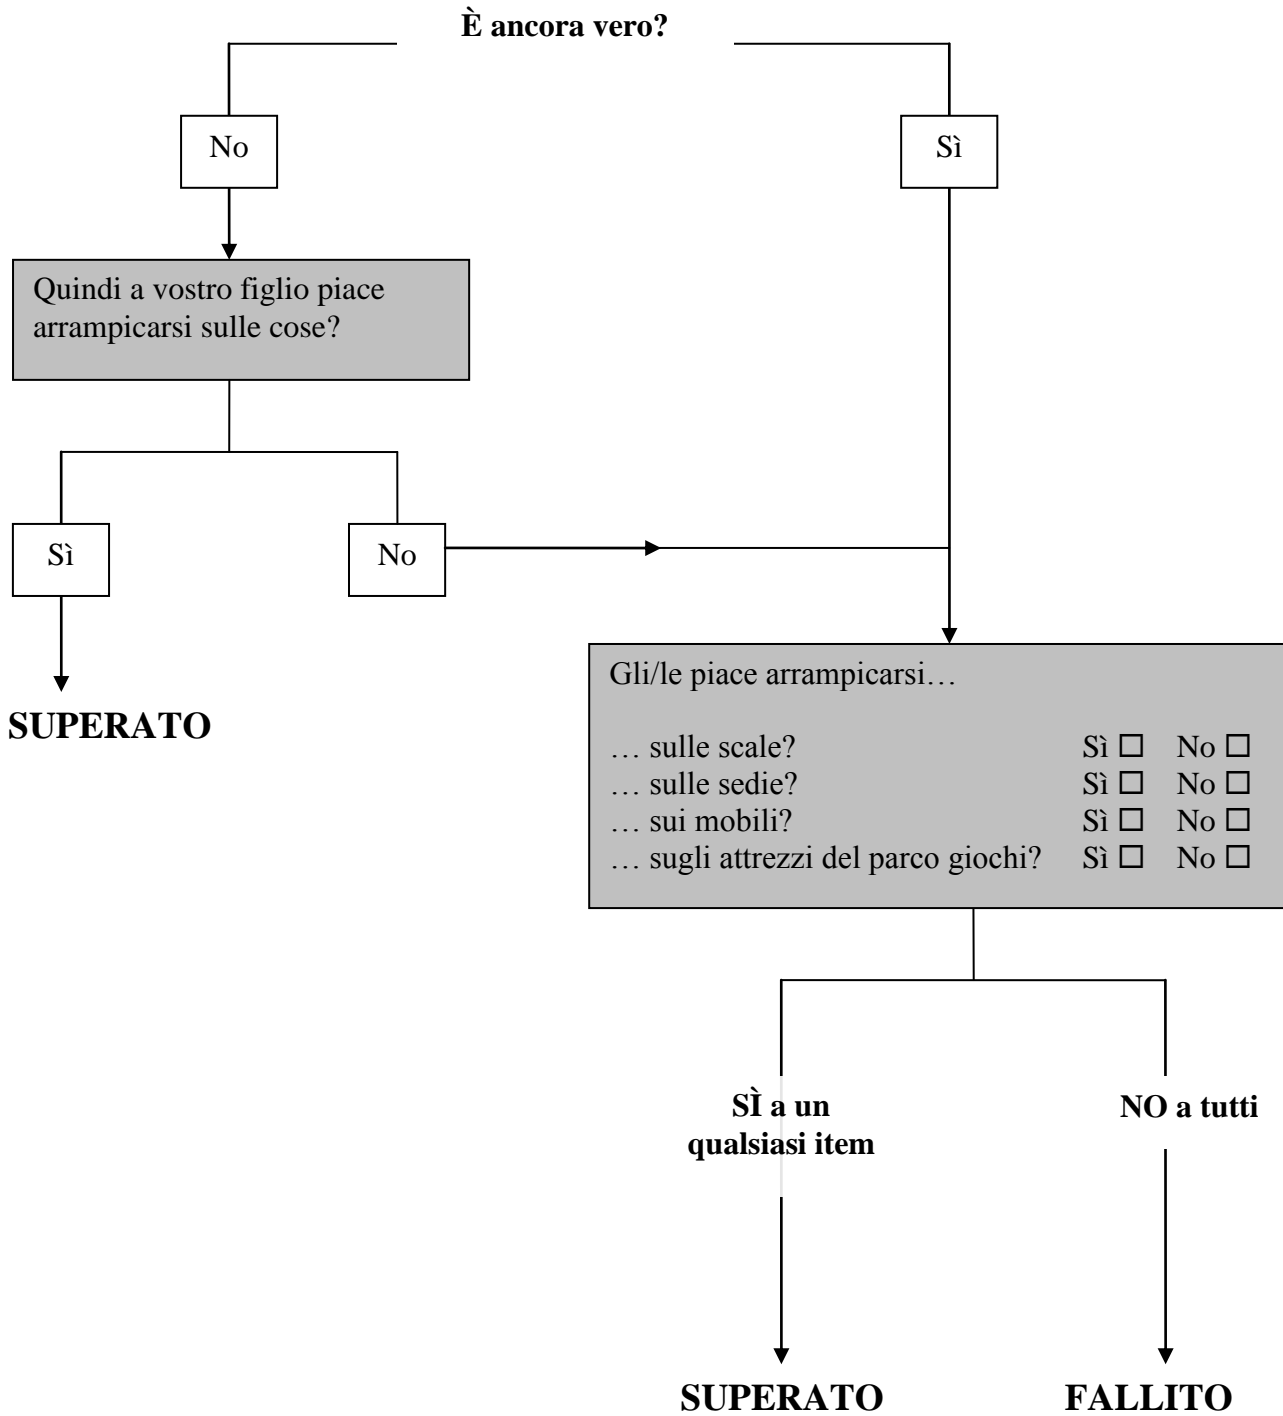 È ancora vero?
No
Sì
Quindi a vostro figlio piace
arrampicarsi sulle cose?
Sì
No
Gli/le piace arrampicarsi…
SUPERATO
… sulle scale? Sì ☐ No ☐
… sulle sedie? Sì ☐ No ☐
… sui mobili? Sì ☐ No ☐
… sugli attrezzi del parco giochi? Sì ☐ No ☐
SÌ a un
qualsiasi item
NO a tutti
SUPERATO
FALLITO